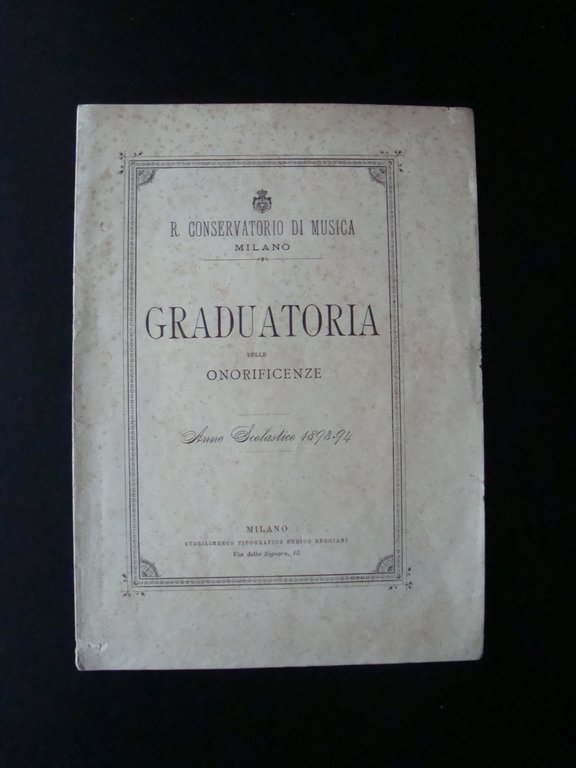 R. CONSERVATORIO DI MUSICA
MILANO
GRADUATORIA
DELLE
ONORIFICENZE
Anno Scolastico 1893-94
MILANO
STABILIMENTO TIPOGRAFICO ENRICO REGGIANI
Via della Signora, 15